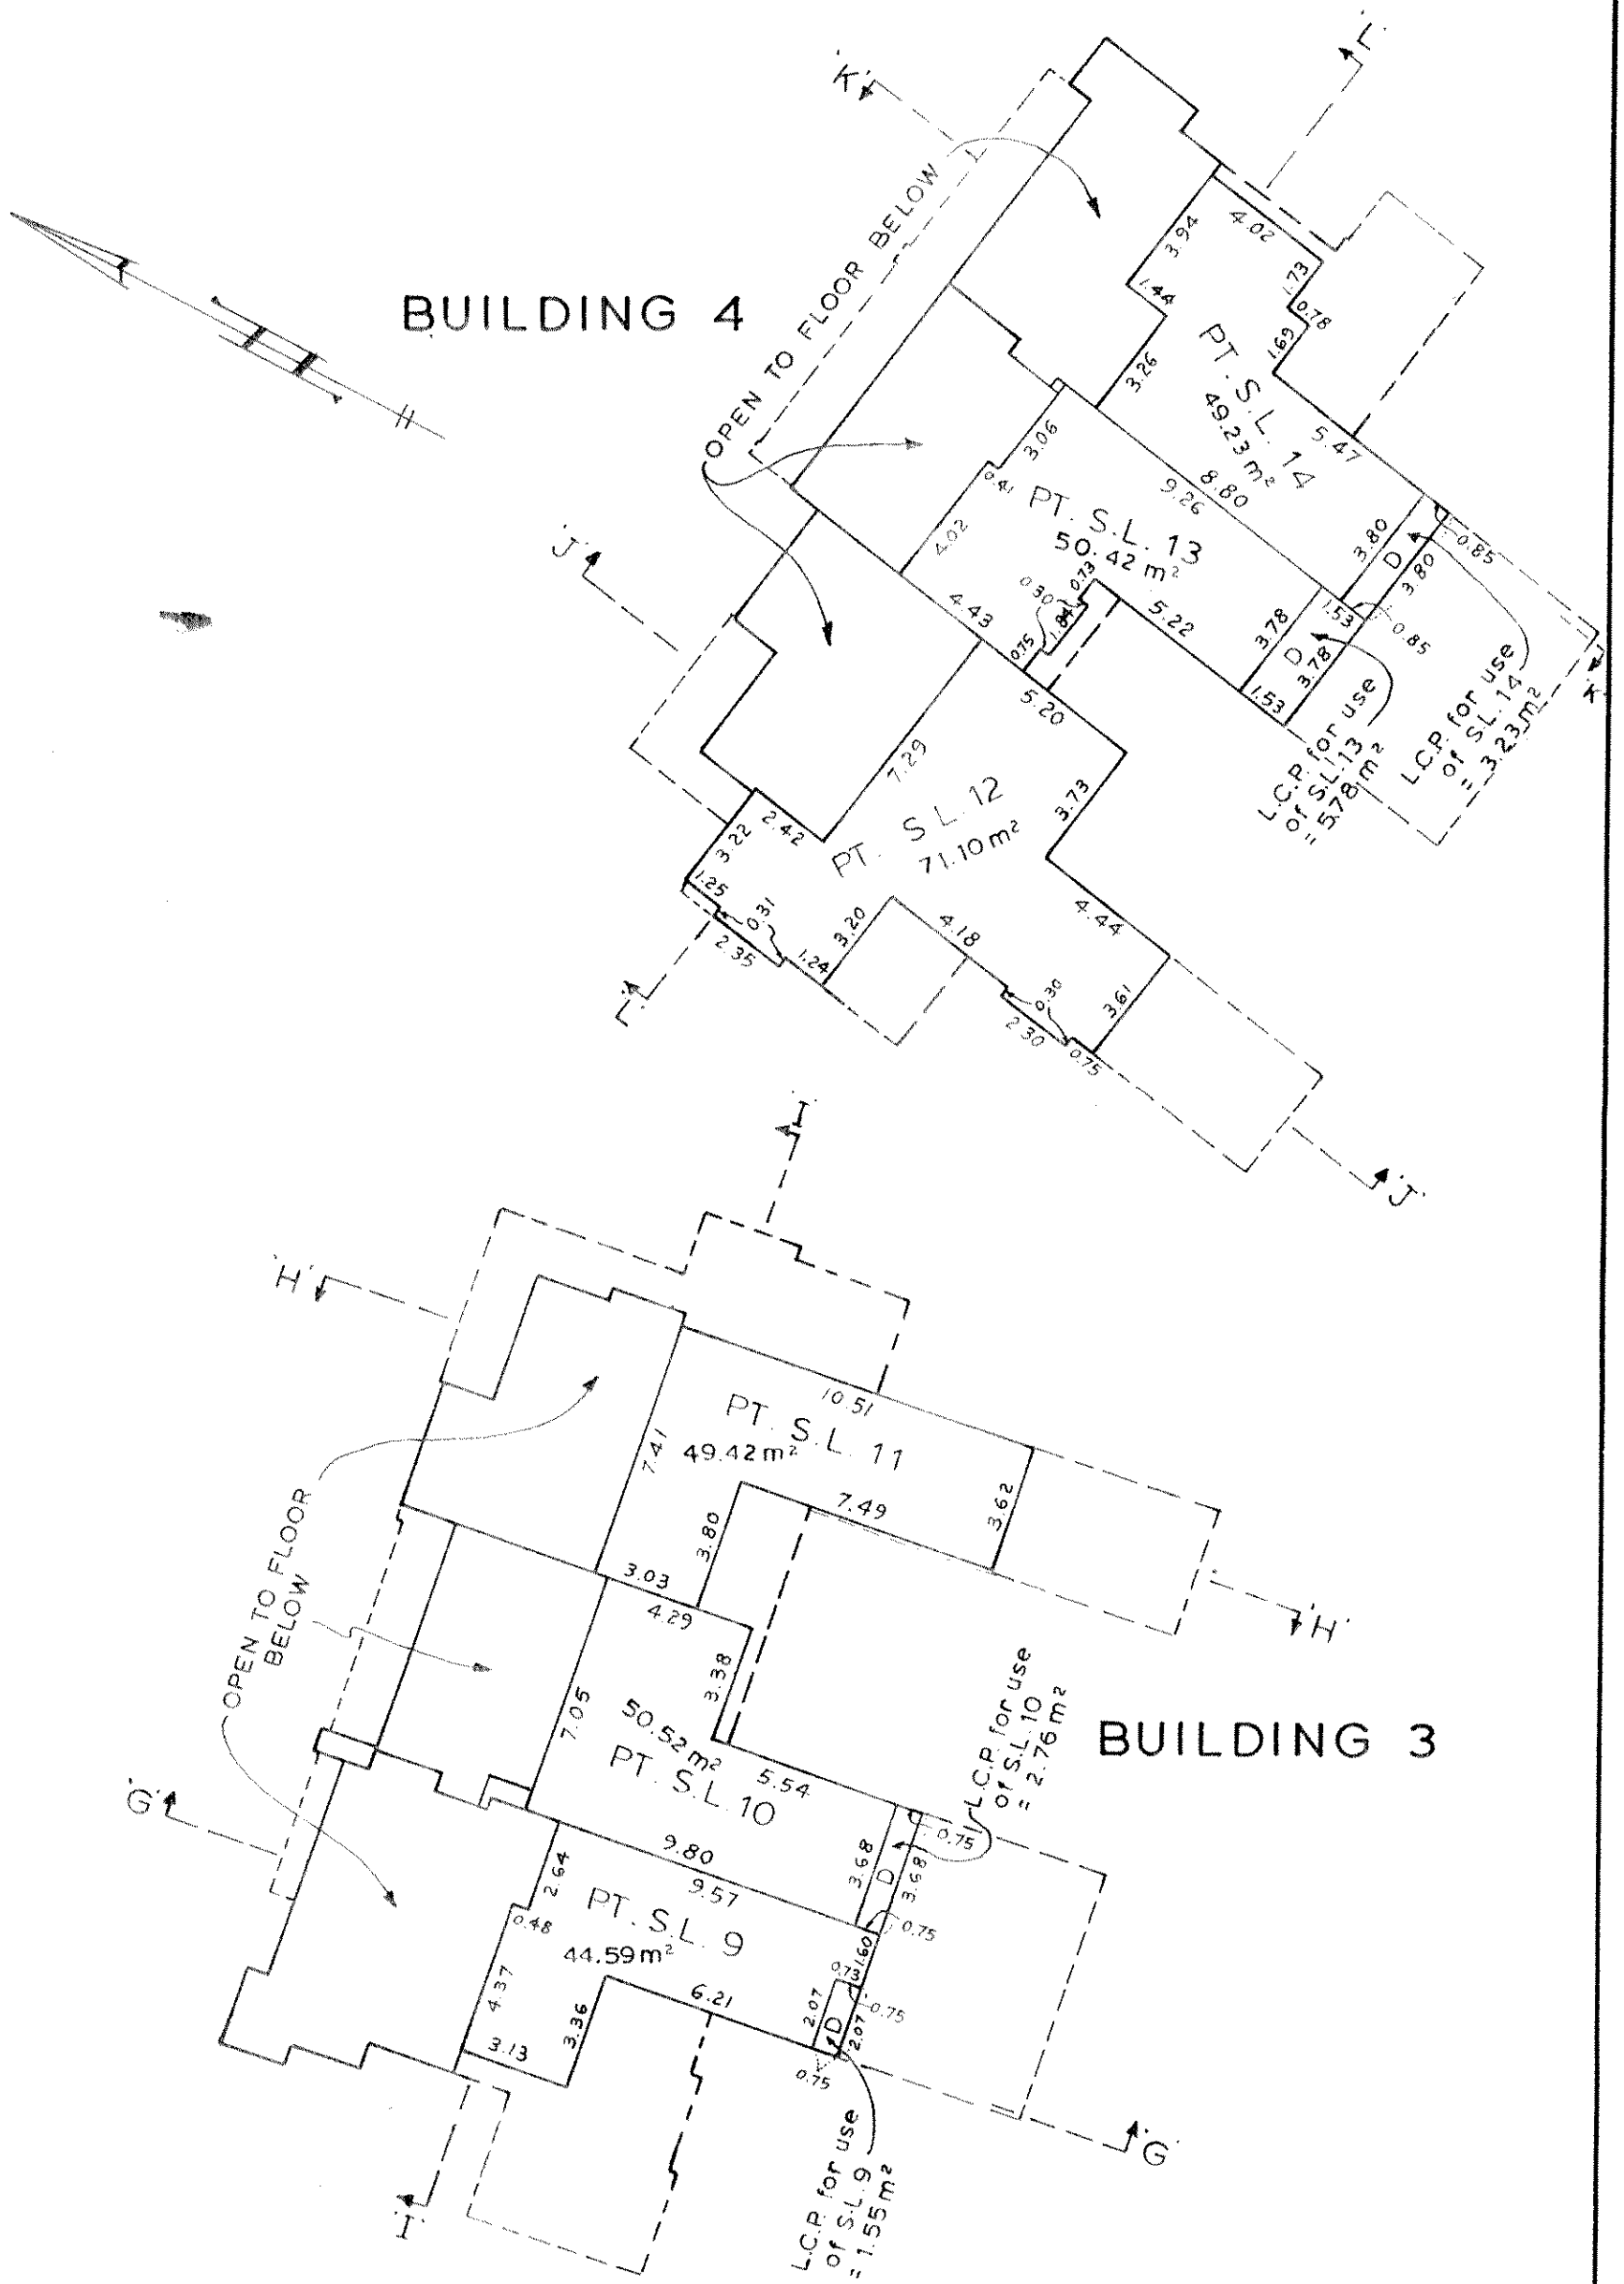 BUILDING 4
'K'
'L'
OPEN TO FLOOR BELOW
4.02
3.94
1.73
1.44
0.78
1.69
3.26
PT. S.L. 14
49.23 m²
5.47
8.80
3.80
D
3.80
0.85
0.85
L.C.P. for use
of S.L. 14
= 3.23 m²
'K'
3.06
0.41
PT. S.L. 13
50.42 m²
9.26
4.02
0.73
0.30
1.84
0.75
4.43
5.22
3.78
D
3.78
1.53
1.53
L.C.P. for use
of S.L. 13
= 5.78 m²
'J'
5.20
7.29
PT. S.L. 12
71.10 m²
3.73
2.42
3.22
1.25
0.31
2.35
1.24
3.20
4.18
4.44
0.30
2.30
3.61
0.75
'L'
'J'
'I'
'H'
10.51
PT. S.L. 11
49.42 m²
7.41
7.49
3.62
3.80
3.03
'H'
OPEN TO FLOOR
BELOW
4.29
3.38
7.05
50.52 m²
PT. S.L. 10
5.54
9.80
3.68
D
3.68
0.75
0.75
L.C.P. for use
of S.L. 10
= 2.76 m²
BUILDING 3
'G'
2.64
9.57
PT. S.L. 9
44.59 m²
0.48
4.37
1.60
0.73
6.21
2.07
D
2.07
0.75
0.75
3.36
3.13
L.C.P. for use
of S.L. 9
= 1.55 m²
'G'
'I'